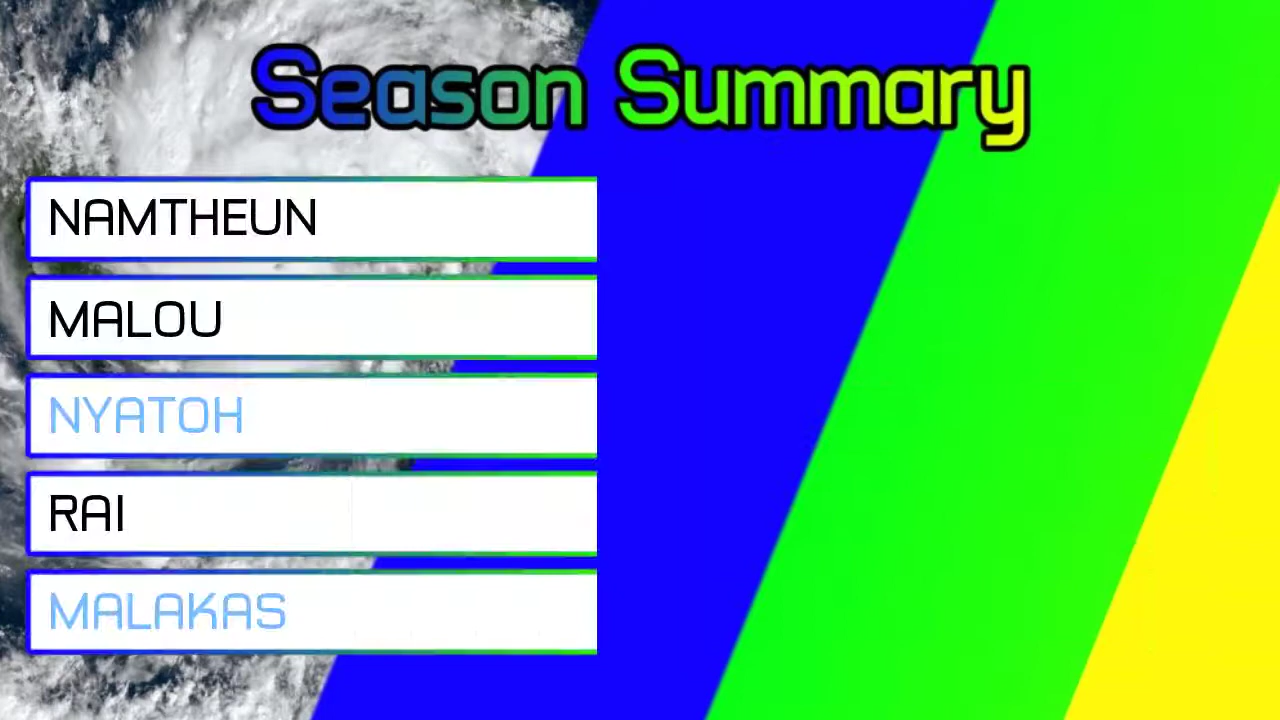 Season Summary
NAMTHEUN
MALOU
NYATOH
RAI
MALAKAS